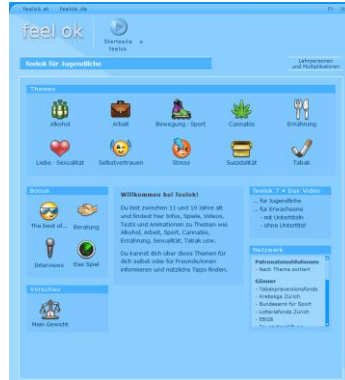 feelok.at feelok.de Fr
feel ok
Startseite
feelok
feelok für Jugendliche
Lehrpersonen
und Multiplikatoren
Themen
Alkohol Arbeit Bewegung - Sport Cannabis Ernährung
Liebe - Sexualität Selbstvertrauen Stress Suizidalität Tabak
Bonus
The best of... Beratung
Interviews Das Spiel
Vorschau
Mein Gewicht
Willkommen bei feelok!
Du bist zwischen 11 und 19 Jahre alt
und findest hier Infos, Spiele, Videos,
Tests und Animationen zu Themen wie
Alkohol, Arbeit, Sport, Cannabis,
Ernährung, Sexualität, Tabak usw.
Du kannst dich über diese Themen für
dich selbst oder für Freunde/innen
informieren und nützliche Tipps finden.
feelok 7 • Das Video
... für Jugendliche
... für Erwachsene
- mit Untertiteln
- ohne Untertitel
Netzwerk
Patronatsinstitutionen
- Nach Thema sortiert
Gönner
- Tabakpräventionsfonds
- Krebsliga Zürich
- Bundesamt für Sport
- Lotteriefonds Zürich
- EBGB